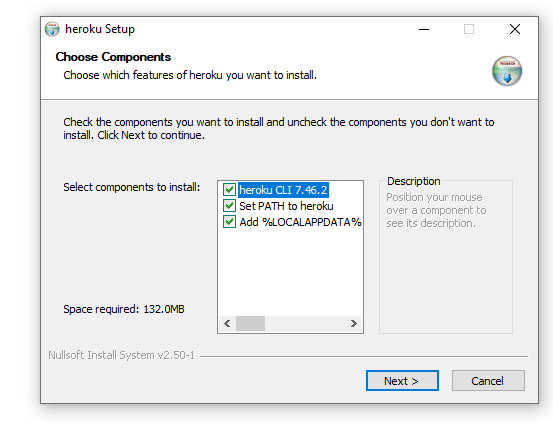 heroku Setup
Choose Components
Choose which features of heroku you want to install.
Check the components you want to install and uncheck the components you don't want to
install. Click Next to continue.
Select components to install:
heroku CLI 7.46.2
Set PATH to heroku
Add %LOCALAPPDATA%
Description
Position your mouse
over a component to
see its description.
Space required: 132.0MB
Nullsoft Install System v2.50-1
Next >
Cancel